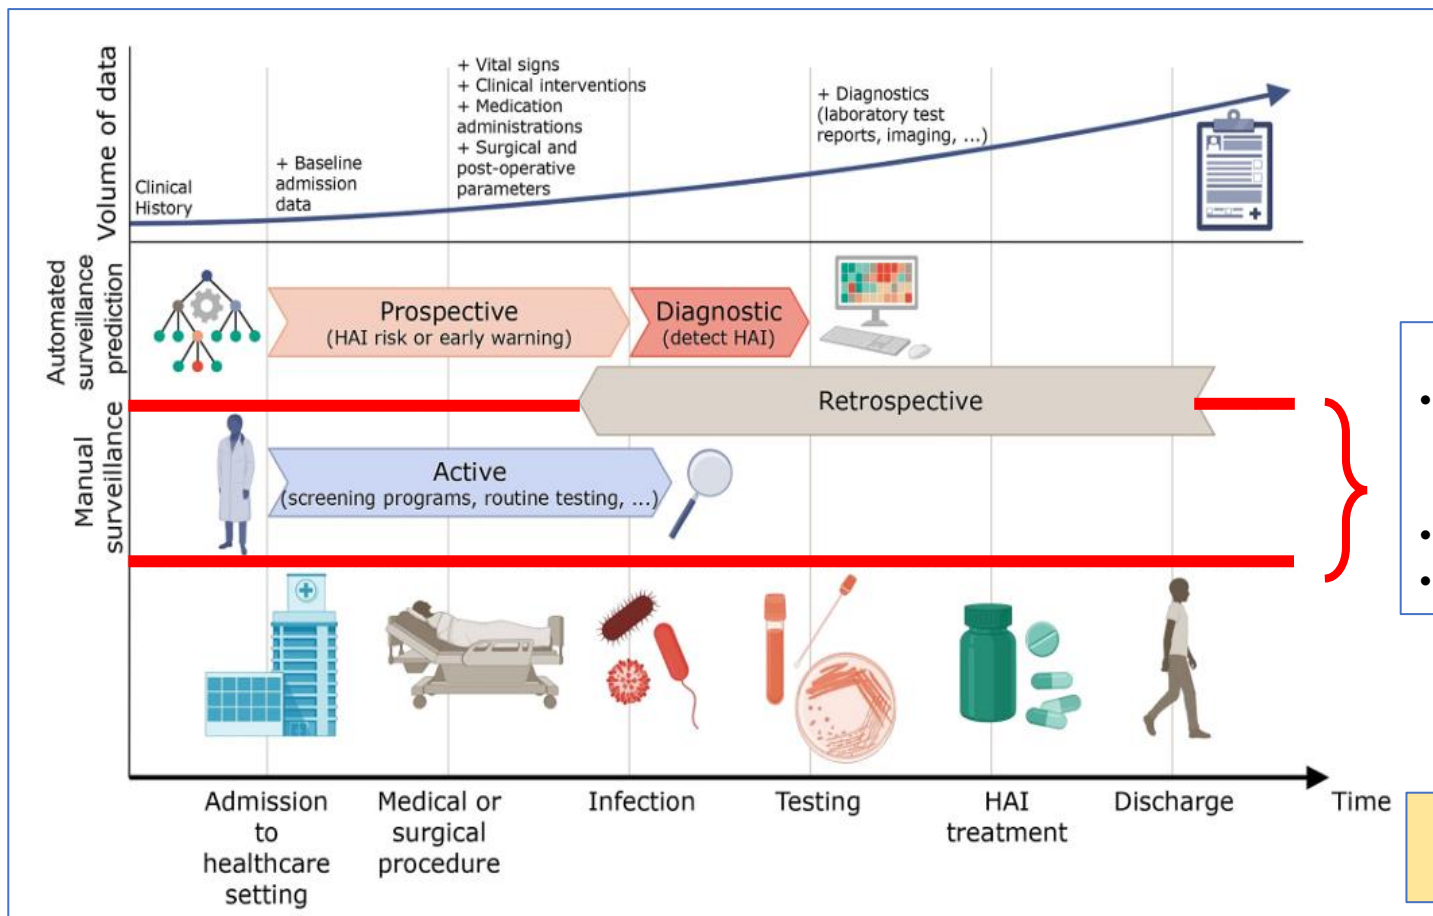 Volume of data
Clinical
History
+ Baseline
admission
data
+ Vital signs
+ Clinical interventions
+ Medication
administrations
+ Surgical and
post-operative
parameters
+ Diagnostics
(laboratory test
reports, imaging, ...)
Automated
surveillance
prediction
Prospective
(HAI risk or early warning)
Diagnostic
(detect HAI)
Retrospective
Manual
surveillance
Active
(screening programs, routine testing, ...)
Admission
to
healthcare
setting
Medical or
surgical
procedure
Infection
Testing
HAI
treatment
Discharge
Time